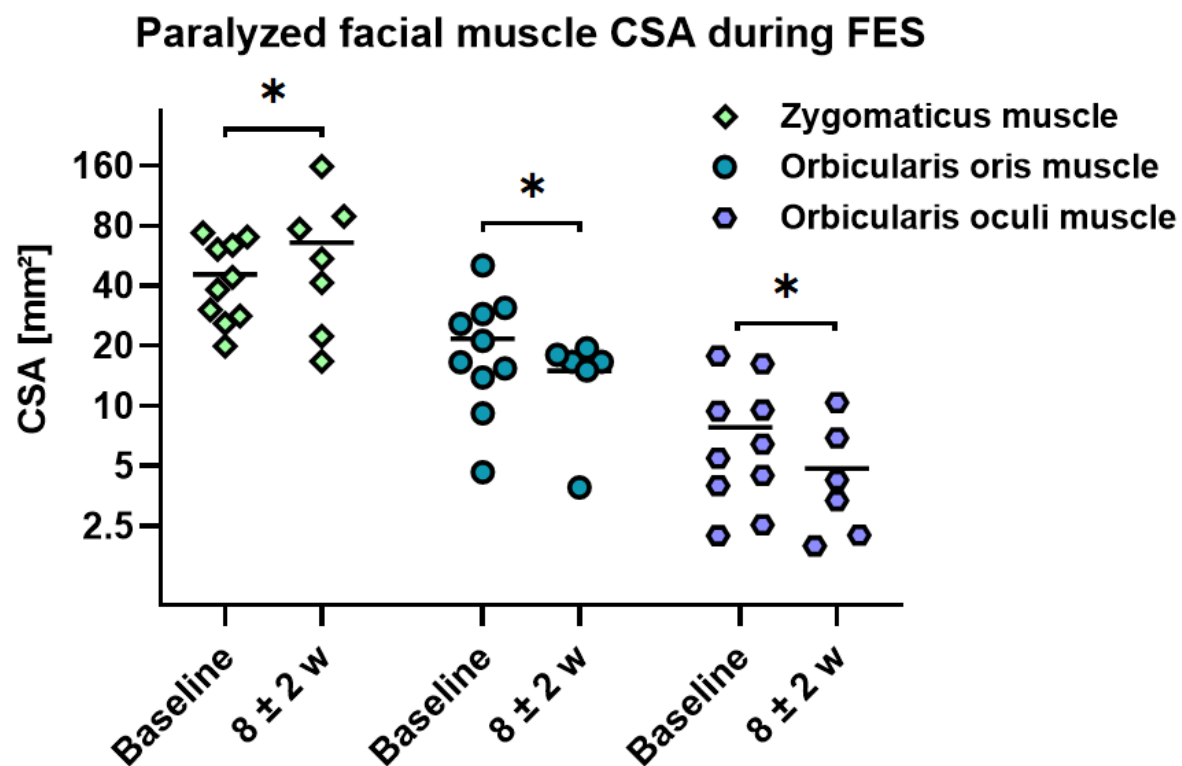 Paralyzed facial muscle CSA during FES
*
*
*
Zygomaticus muscle
Orbicularis oris muscle
Orbicularis oculi muscle
CSA [mm²]
160
80
40
20
10
5
2.5
Baseline
8 ± 2 w
Baseline
8 ± 2 w
Baseline
8 ± 2 w